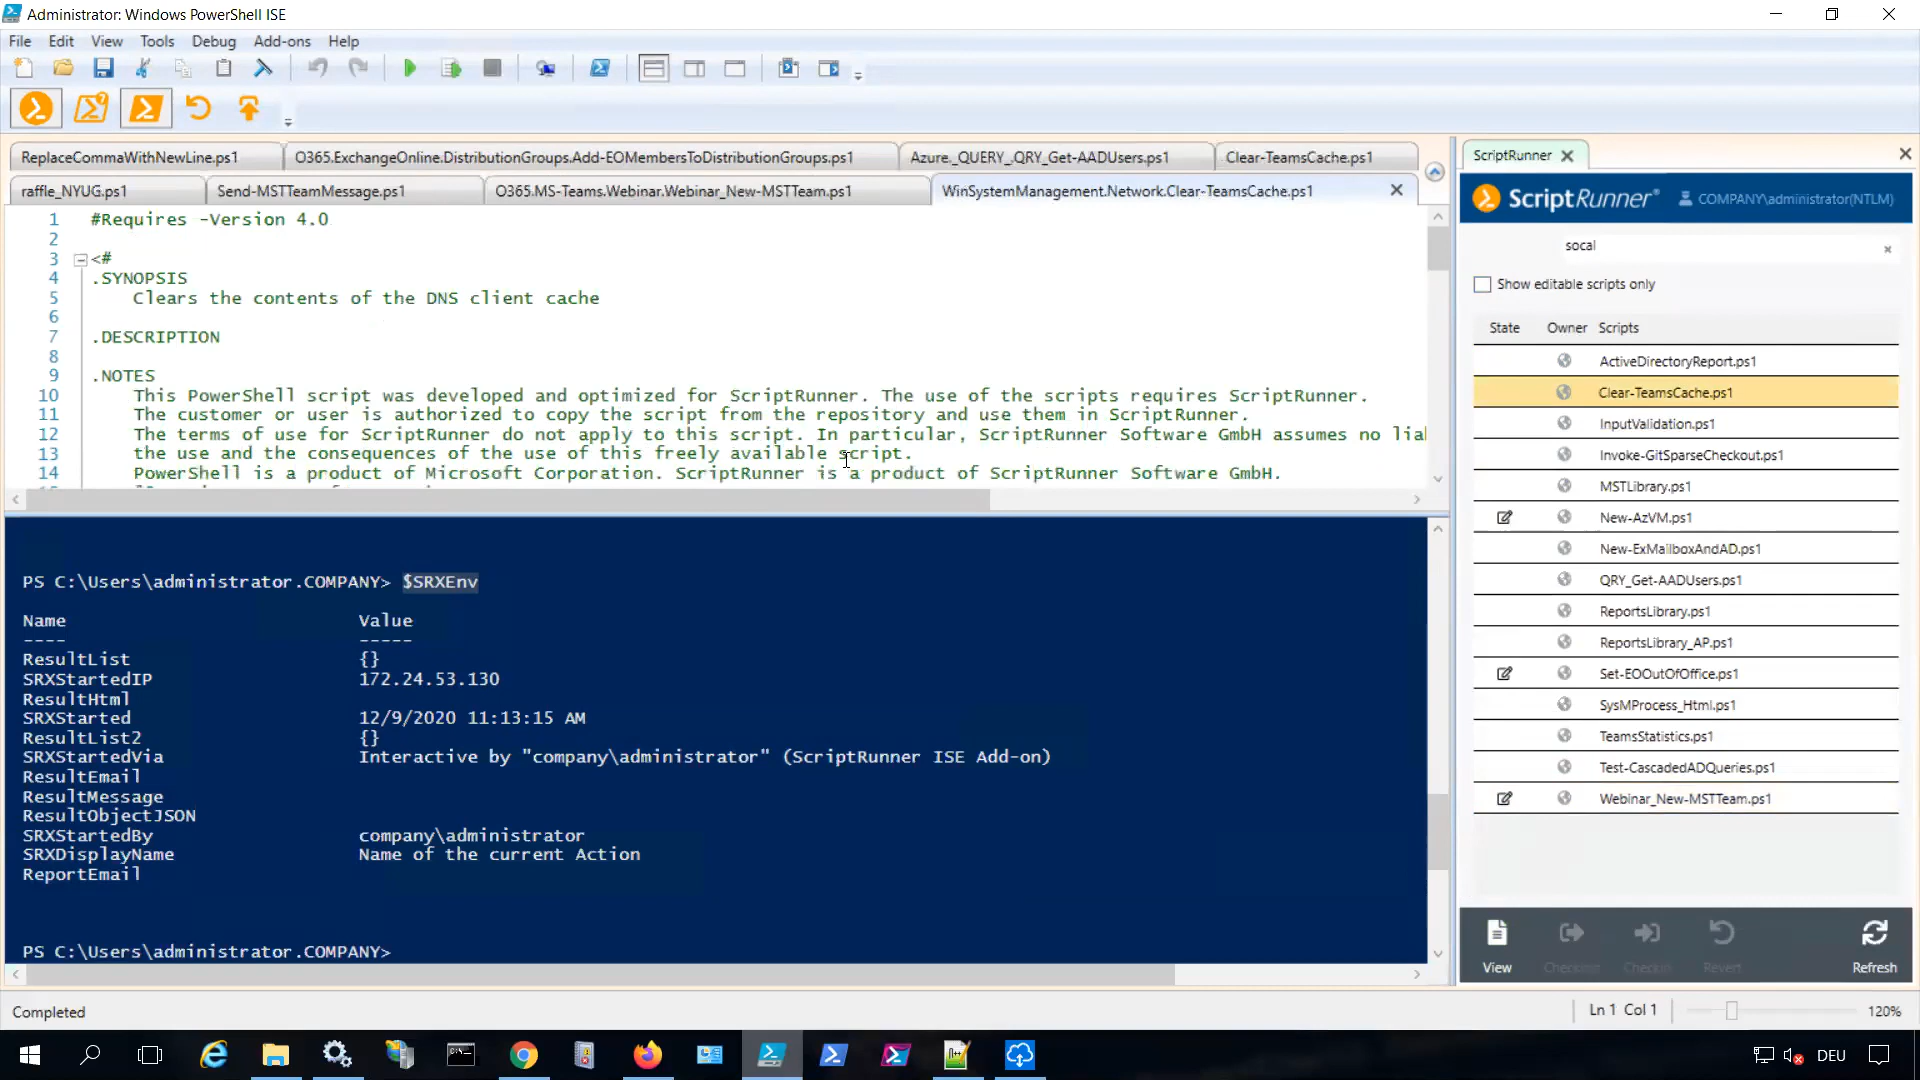 Administrator: Windows PowerShell ISE
File Edit View Tools Debug Add-ons Help
ReplaceCommaWithNewLine.ps1 O365.ExchangeOnline.DistributionGroups.Add-EOMembersToDistributionGroups.ps1 Azure._QUERY_.QRY_Get-AADUsers.ps1 Clear-TeamsCache.ps1
raffle_NYUG.ps1 Send-MSTTeamMessage.ps1 O365.MS-Teams.Webinar.Webinar_New-MSTTeam.ps1 WinSystemManagement.Network.Clear-TeamsCache.ps1
1 #Requires -Version 4.0
2
3 <#
4 .SYNOPSIS
5 Clears the contents of the DNS client cache
6
7 .DESCRIPTION
8
9 .NOTES
10 This PowerShell script was developed and optimized for ScriptRunner. The use of the scripts requires ScriptRunner.
11 The customer or user is authorized to copy the script from the repository and use them in ScriptRunner.
12 The terms of use for ScriptRunner do not apply to this script. In particular, ScriptRunner Software GmbH assumes no
13 the use and the consequences of the use of this freely available script.
14 PowerShell is a product of Microsoft Corporation. ScriptRunner is a product of ScriptRunner Software GmbH.
PS C:\Users\administrator.COMPANY> $SRXEnv
Name Value
---- -----
ResultList {}
SRXStartedIP 172.24.53.130
ResultHtml
SRXStarted 12/9/2020 11:13:15 AM
ResultList2 {}
SRXStartedVia Interactive by "company\administrator" (ScriptRunner ISE Add-on)
ResultEmail
ResultMessage
ResultObjectJSON
SRXStartedBy company\administrator
SRXDisplayName Name of the current Action
ReportEmail
PS C:\Users\administrator.COMPANY>
ScriptRunner
ScriptRunner® COMPANY\administrator(NTLM)
socal
Show editable scripts only
State Owner Scripts
ActiveDirectoryReport.ps1
Clear-TeamsCache.ps1
InputValidation.ps1
Invoke-GitSparseCheckout.ps1
MSTLibrary.ps1
New-AzVM.ps1
New-ExMailboxAndAD.ps1
QRY_Get-AADUsers.ps1
ReportsLibrary.ps1
ReportsLibrary_AP.ps1
Set-EOOutOfOffice.ps1
SysMProcess_Html.ps1
TeamsStatistics.ps1
Test-CascadedADQueries.ps1
Webinar_New-MSTTeam.ps1
View Checkout Checkin Revert Refresh
Completed
Ln 1 Col 1
120%
DEU